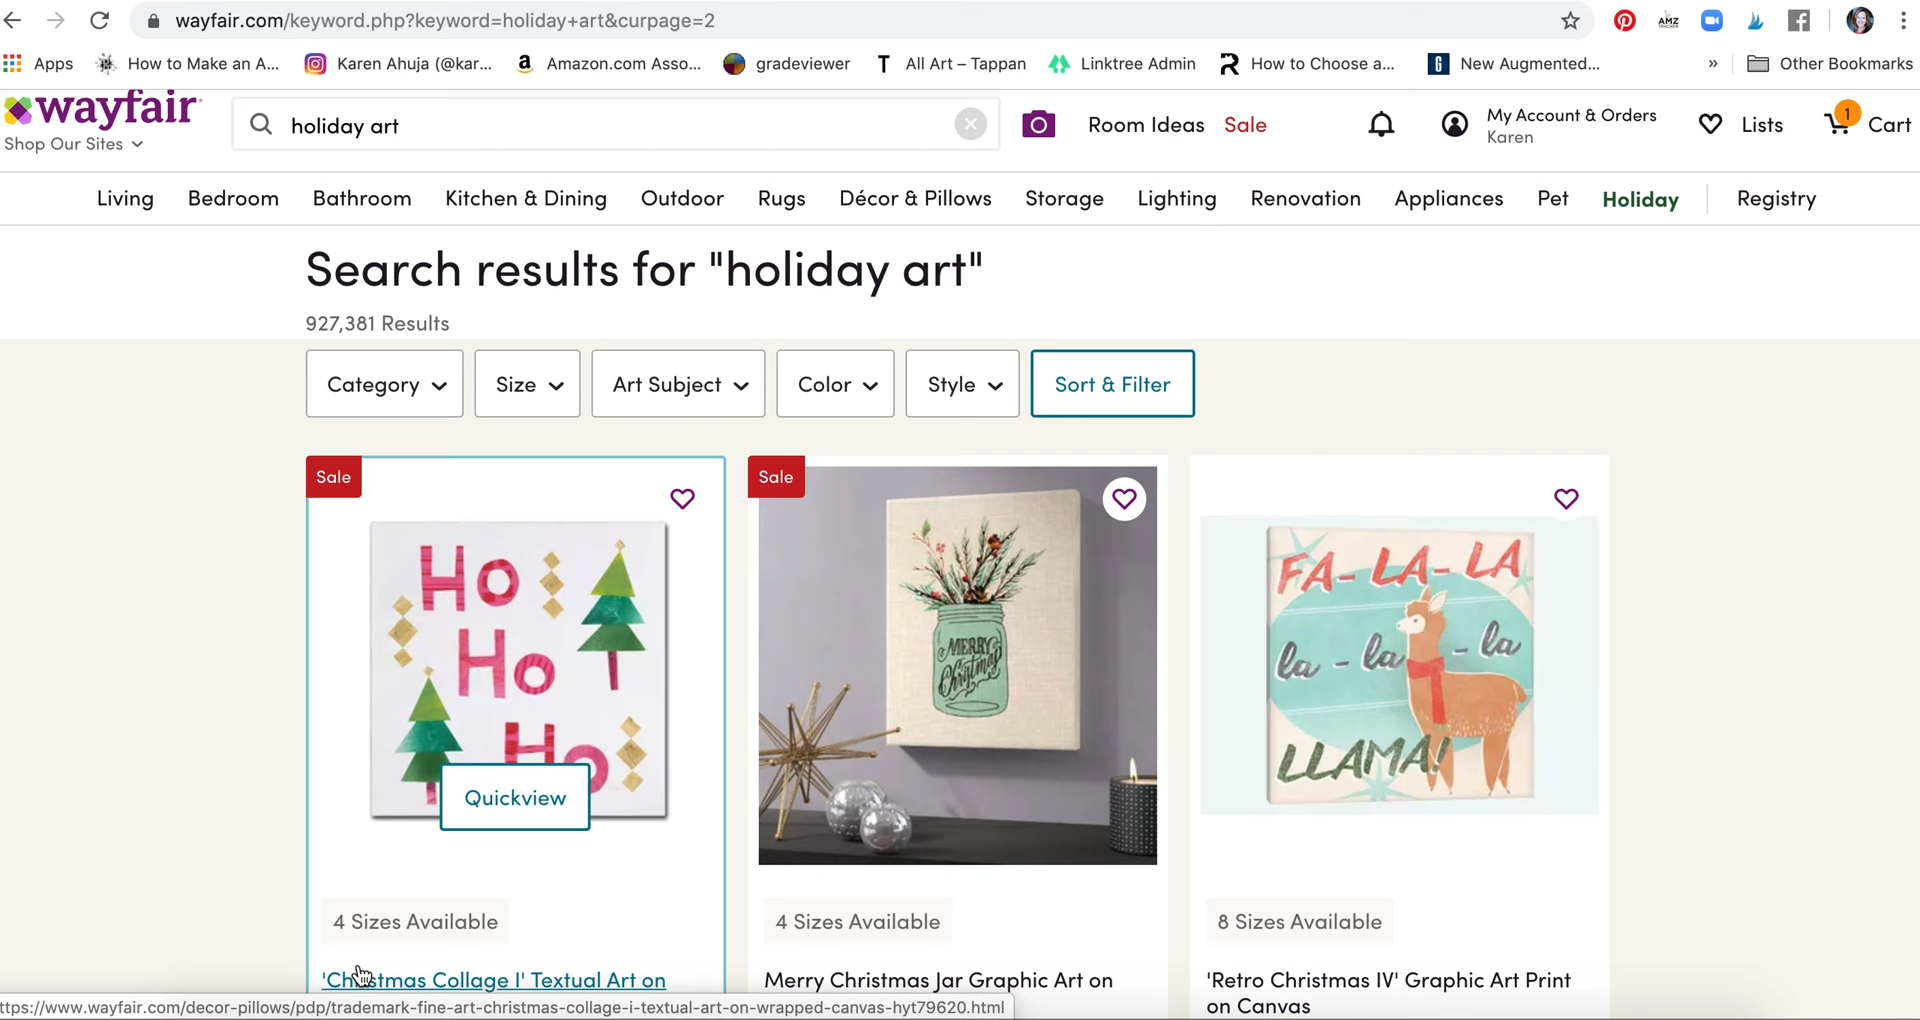 wayfair.com/keyword.php?keyword=holiday+art&curpage=2
AMZ
TRACKER
Apps
How to Make an A...
Karen Ahuja (@kar...
Amazon.com Asso...
gradeviewer
T All Art – Tappan
Linktree Admin
How to Choose a...
G New Augmented...
»
Other Bookmarks
wayfair
Shop Our Sites
holiday art
Room Ideas
Sale
My Account & Orders
Karen
Lists
1
Cart
Living
Bedroom
Bathroom
Kitchen & Dining
Outdoor
Rugs
Décor & Pillows
Storage
Lighting
Renovation
Appliances
Pet
Holiday
Registry
Search results for "holiday art"
927,381 Results
Category
Size
Art Subject
Color
Style
Sort & Filter
Sale
Ho
Ho
Ho
Quickview
4 Sizes Available
'Christmas Collage I' Textual Art on
Sale
MERRY
Christmas
4 Sizes Available
Merry Christmas Jar Graphic Art on
FA-LA-LA
la - la - la
LLAMA!
8 Sizes Available
'Retro Christmas IV' Graphic Art Print
on Canvas
ttps://www.wayfair.com/decor-pillows/pdp/trademark-fine-art-christmas-collage-i-textual-art-on-wrapped-canvas-hyt79620.html